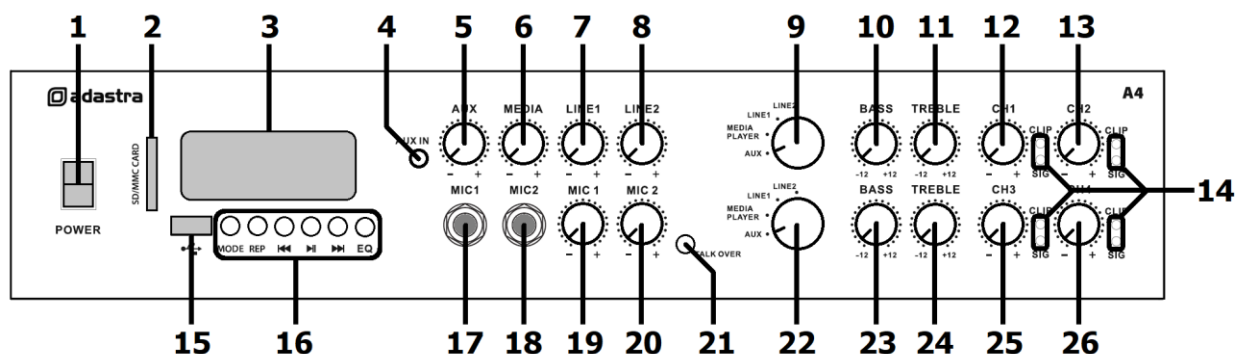 1 2 3 4 5 6 7 8 9 10 11 12 13
adastra
A4
AUX MEDIA LINE1 LINE2
LINE2
LINE1
MEDIA
PLAYER
AUX
BASS TREBLE CH1 CH2
CLIP CLIP
AUX IN
SD/MMC CARD
- + - + - + - +
-12 +12 -12 +12 - + - +
SIG SIG
14
MIC1 MIC2 MIC 1 MIC 2
LINE2
LINE1
MEDIA
PLAYER
AUX
BASS TREBLE CH3 CH4
CLIP CLIP
POWER
MODE REP EQ
- + - +
TALK OVER
-12 +12 -12 +12 - + - +
SIG SIG
15 16 17 18 19 20 21 22 23 24 25 26